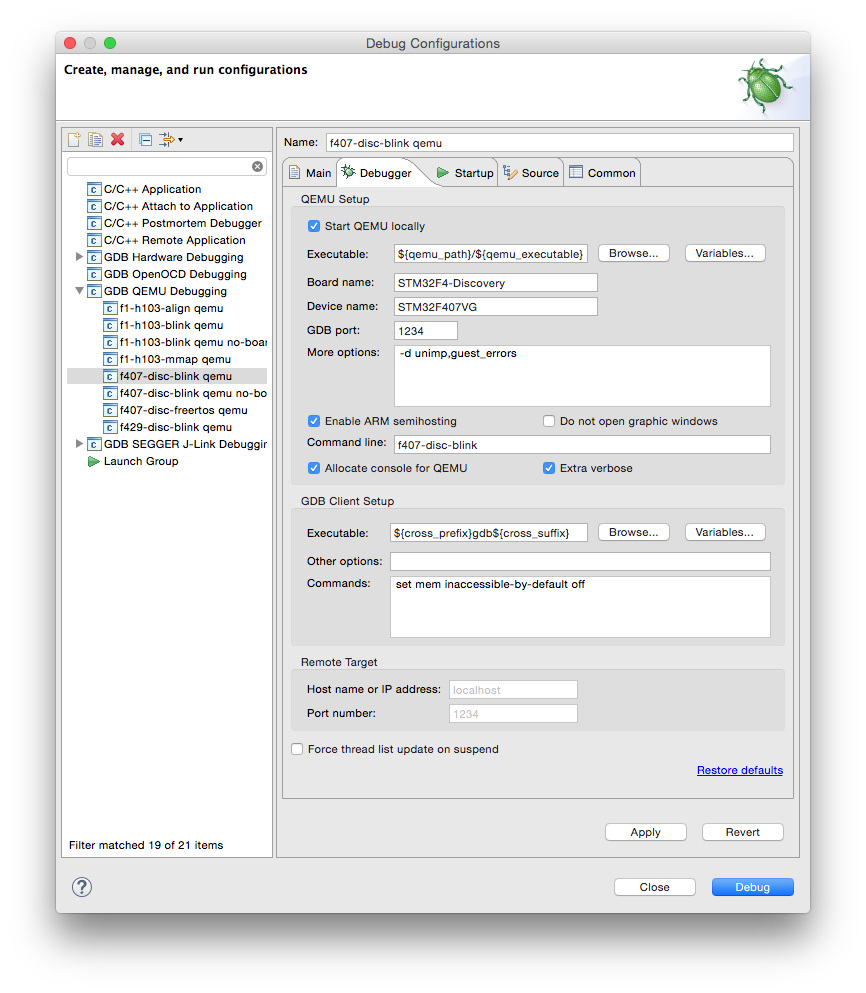 Debug Configurations
Create, manage, and run configurations
Name: f407-disc-blink qemu
Main Debugger Startup Source Common
C/C++ Application
C/C++ Attach to Application
C/C++ Postmortem Debugger
C/C++ Remote Application
GDB Hardware Debugging
GDB OpenOCD Debugging
GDB QEMU Debugging
f1-h103-align qemu
f1-h103-blink qemu
f1-h103-blink qemu no-boar
f1-h103-mmap qemu
f407-disc-blink qemu
f407-disc-blink qemu no-bo
f407-disc-freertos qemu
f429-disc-blink qemu
GDB SEGGER J-Link Debuggin
Launch Group
Filter matched 19 of 21 items
QEMU Setup
Start QEMU locally
Executable: ${qemu_path}/${qemu_executable} Browse... Variables...
Board name: STM32F4-Discovery
Device name: STM32F407VG
GDB port: 1234
More options: -d unimp,guest_errors
Enable ARM semihosting Do not open graphic windows
Command line: f407-disc-blink
Allocate console for QEMU Extra verbose
GDB Client Setup
Executable: ${cross_prefix}gdb${cross_suffix} Browse... Variables...
Other options:
Commands: set mem inaccessible-by-default off
Remote Target
Host name or IP address: localhost
Port number: 1234
Force thread list update on suspend
Restore defaults
Apply Revert
? Close Debug